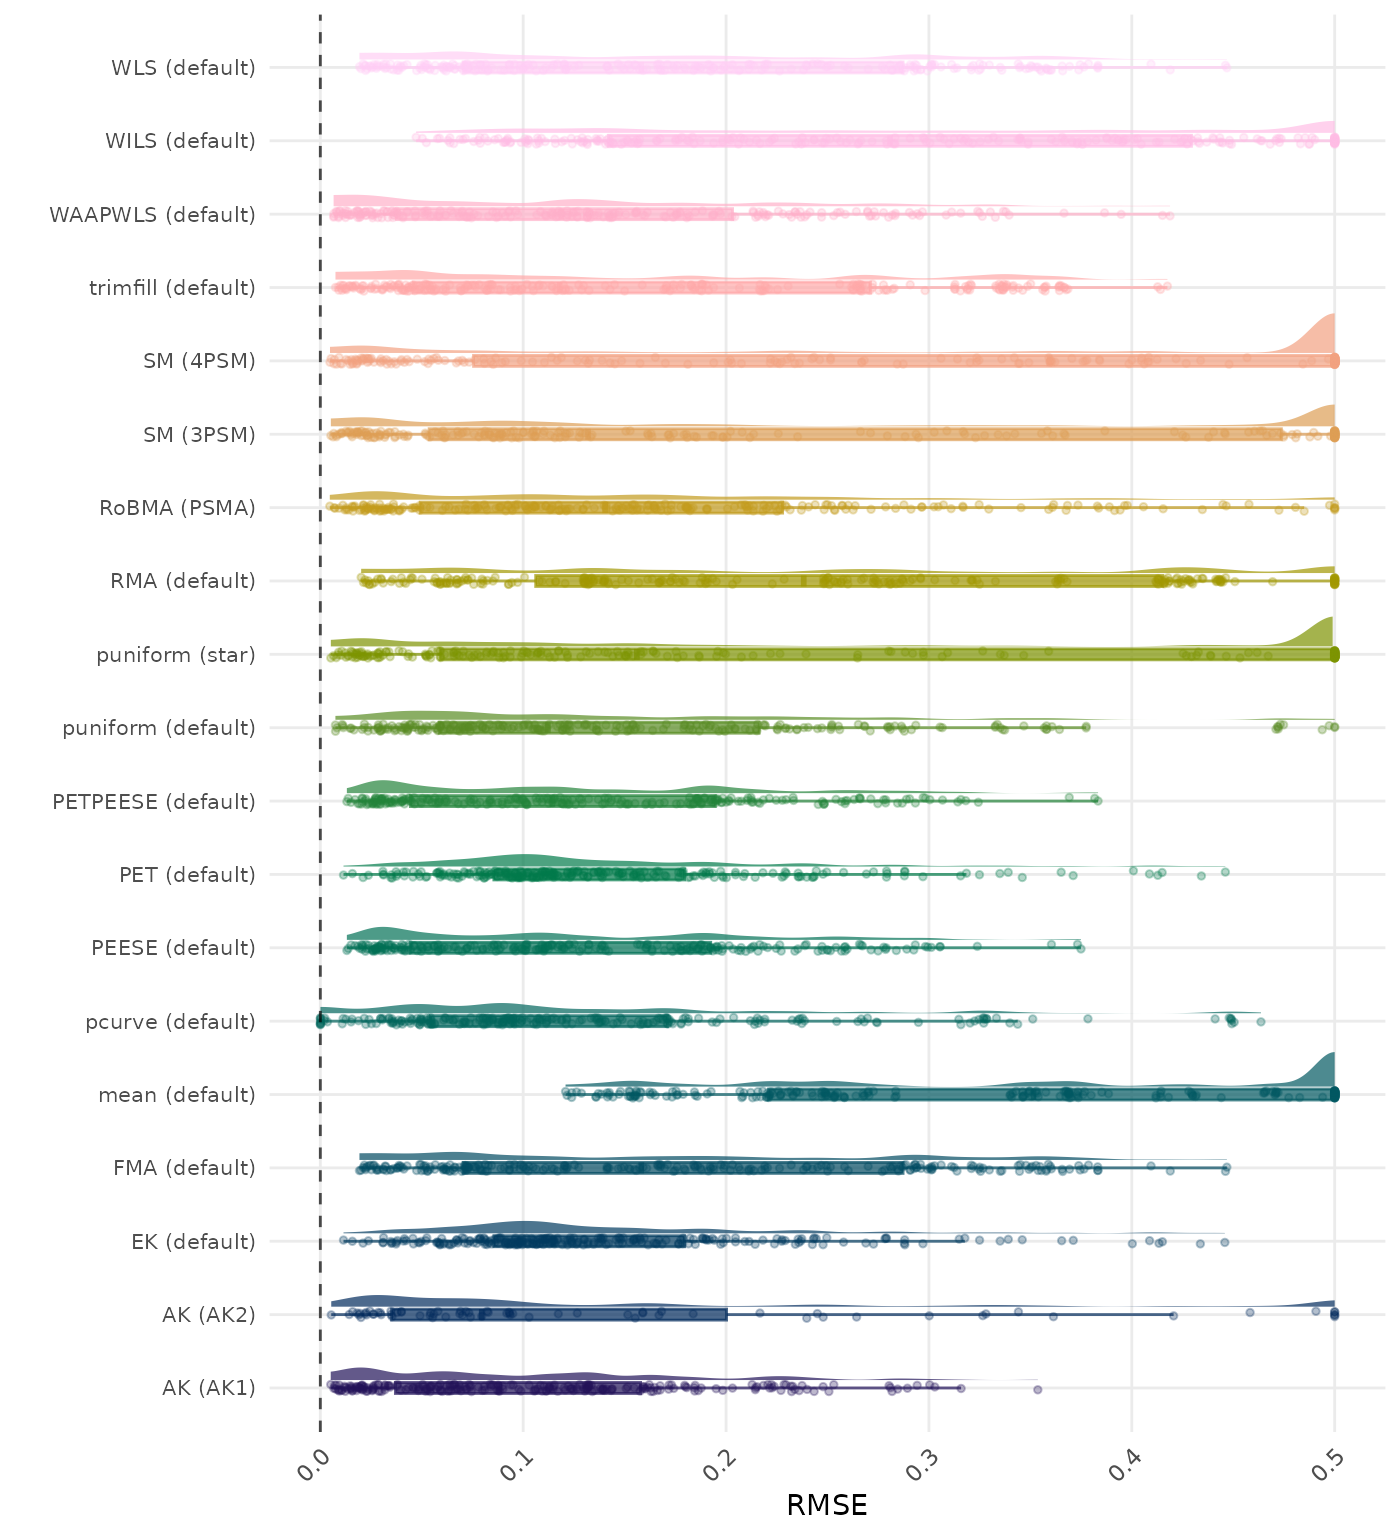 WLS (default)
WILS (default)
WAAPWLS (default)
trimfill (default)
SM (4PSM)
SM (3PSM)
RoBMA (PSMA)
RMA (default)
puniform (star)
puniform (default)
PETPEESE (default)
PET (default)
PEESE (default)
pcurve (default)
mean (default)
FMA (default)
EK (default)
AK (AK2)
AK (AK1)
0.0 0.1 0.2 0.3 0.4 0.5
RMSE